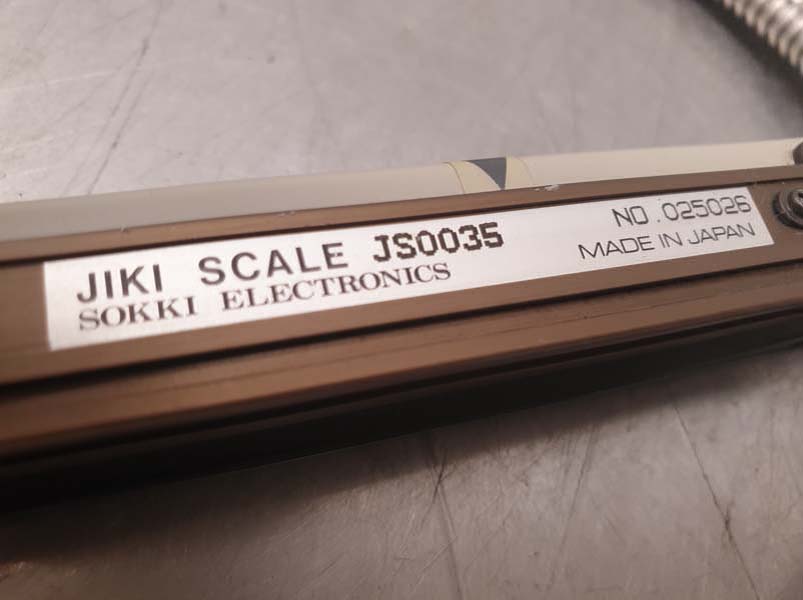 JIKI SCALE JS0035
SOKKI ELECTRONICS
NO.025026
MADE IN JAPAN